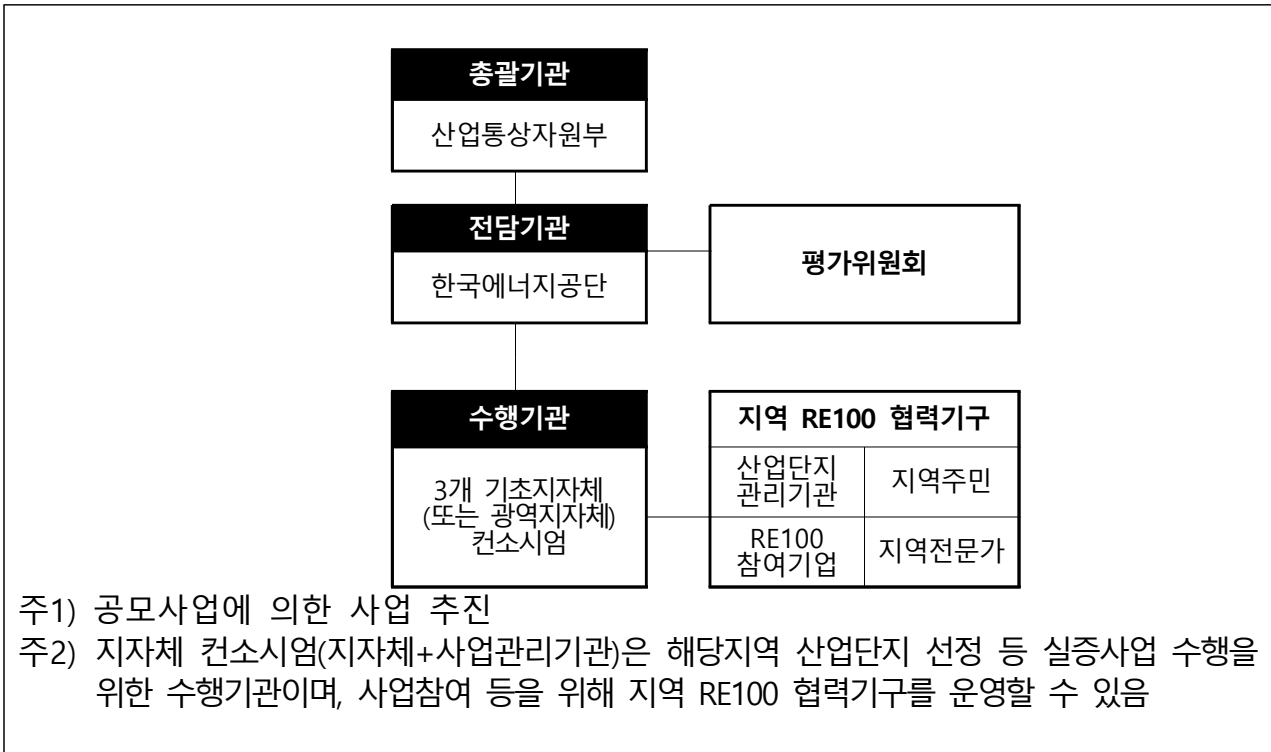 총괄기관
산업통상자원부
전담기관
한국에너지공단
평가위원회
수행기관
3개 기초지자체
(또는 광역지자체)
컨소시엄
지역 RE100 협력기구
산업단지
관리기관
지역주민
RE100
참여기업
지역전문가
주1) 공모사업에 의한 사업 추진
주2) 지자체 컨소시엄(지자체+사업관리기관)은 해당지역 산업단지 선정 등 실증사업 수행을
위한 수행기관이며, 사업참여 등을 위해 지역 RE100 협력기구를 운영할 수 있음